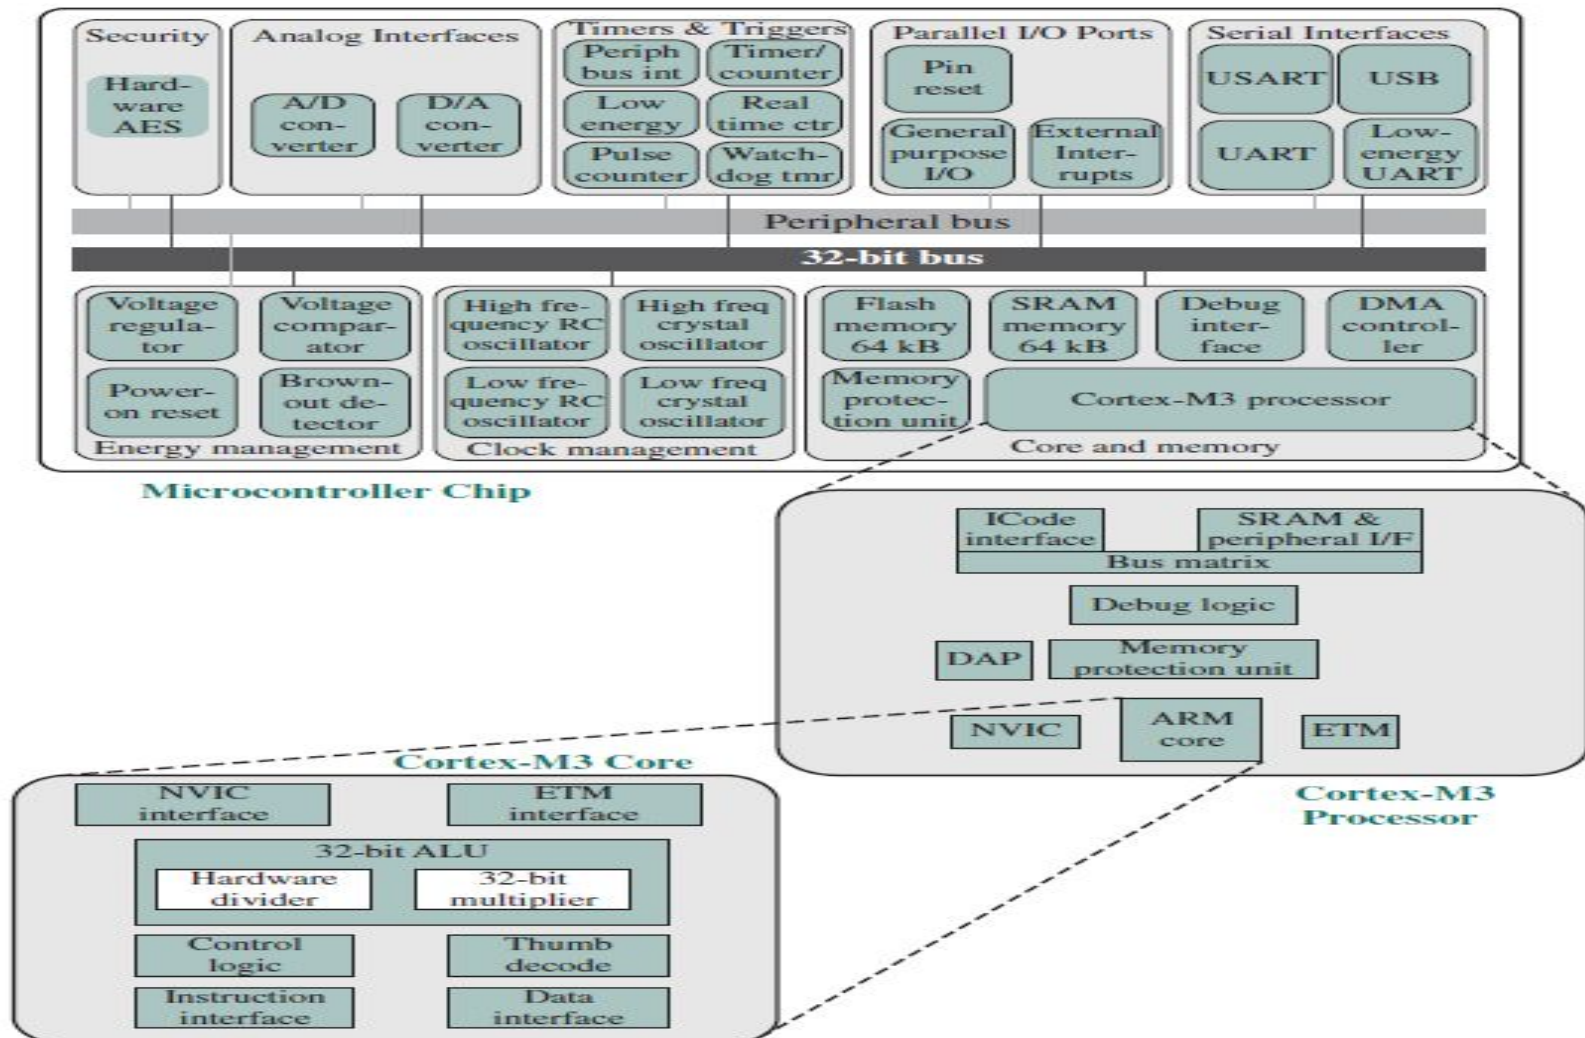 Security
Hard-
ware
AES
Analog Interfaces
A/D
con-
verter
D/A
con-
verter
Timers & Triggers
Periph
bus int
Timer/
counter
Low
energy
Real
time ctr
Pulse
counter
Watch-
dog tmr
Parallel I/O Ports
Pin
reset
General
purpose
I/O
External
Inter-
rupts
Serial Interfaces
USART
USB
UART
Low-
energy
UART
Peripheral bus
32-bit bus
Voltage
regula-
tor
Voltage
compar-
ator
Power-
on reset
Brown-
out de-
tector
Energy management
High fre-
quency RC
oscillator
High freq
crystal
oscillator
Low fre-
quency RC
oscillator
Low freq
crystal
oscillator
Clock management
Flash
memory
64 kB
SRAM
memory
64 kB
Debug
inter-
face
DMA
control-
ler
Memory
protec-
tion unit
Cortex-M3 processor
Core and memory
Microcontroller Chip
ICode
interface
SRAM &
peripheral I/F
Bus matrix
Debug logic
DAP
Memory
protection unit
NVIC
ARM
core
ETM
Cortex-M3
Processor
Cortex-M3 Core
NVIC
interface
ETM
interface
32-bit ALU
Hardware
divider
32-bit
multiplier
Control
logic
Thumb
decode
Instruction
interface
Data
interface